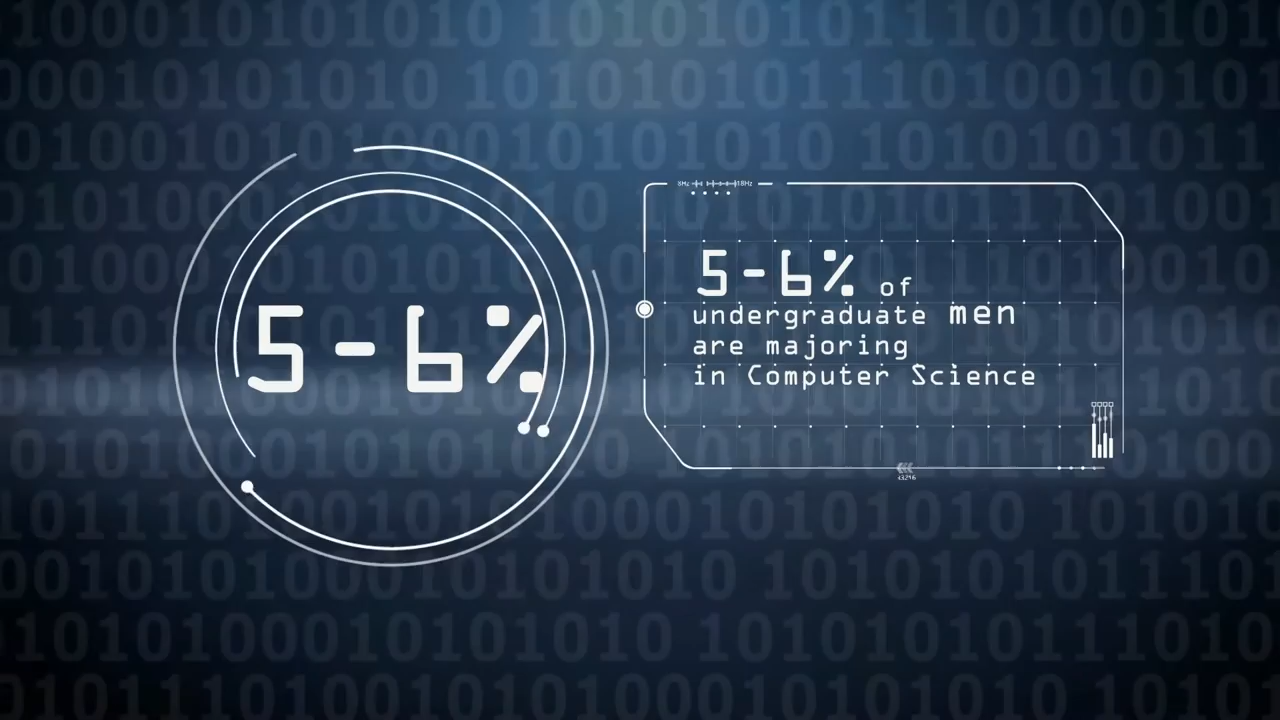 5-6%
5-6% of
undergraduate men
are majoring
in Computer Science